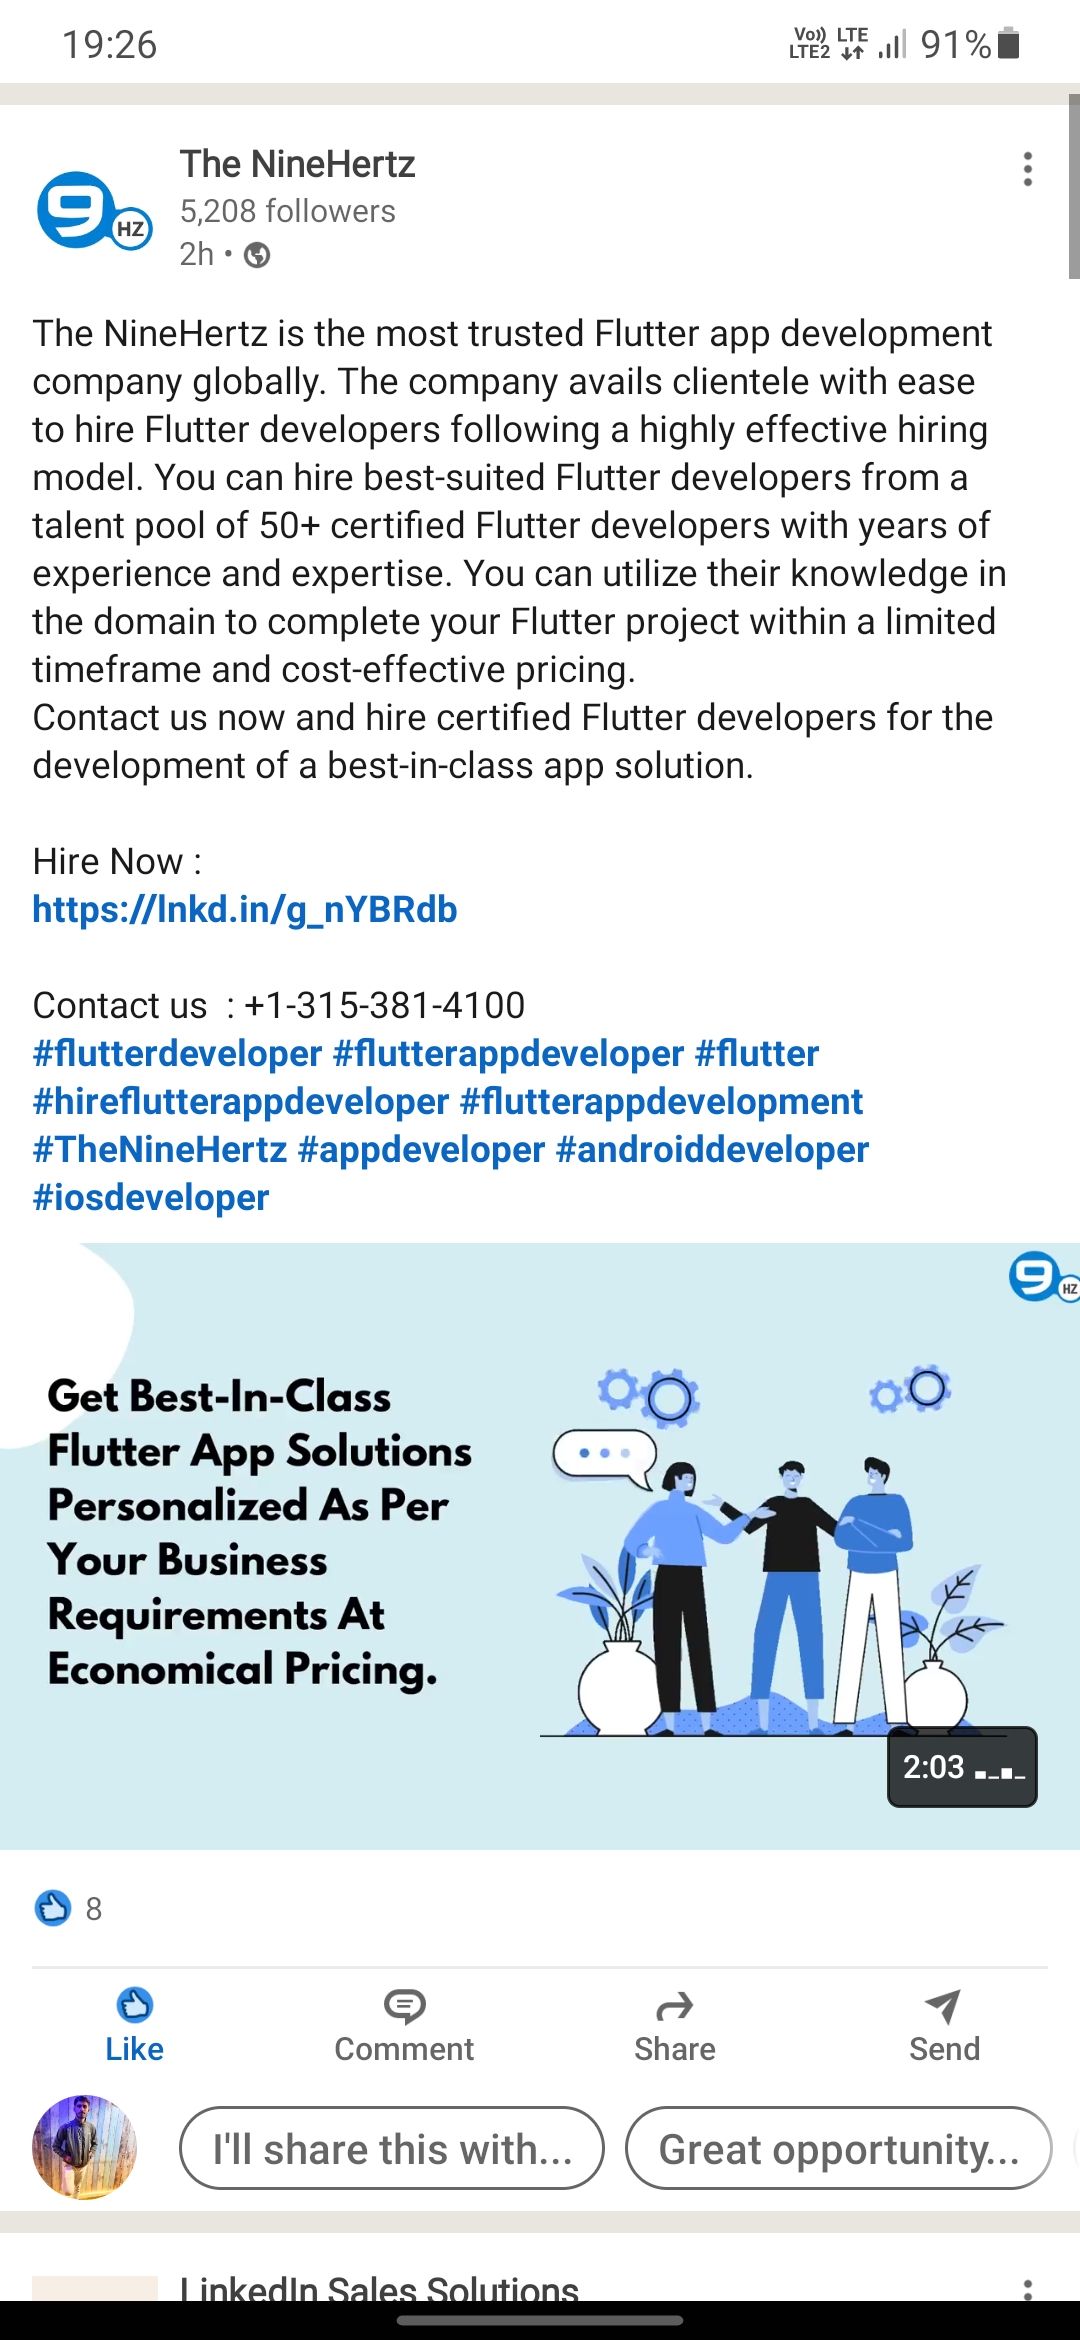 19:26
Vo)) LTE
LTE2
91%
9
HZ
The NineHertz
5,208 followers
2h •
The NineHertz is the most trusted Flutter app development
company globally. The company avails clientele with ease
to hire Flutter developers following a highly effective hiring
model. You can hire best-suited Flutter developers from a
talent pool of 50+ certified Flutter developers with years of
experience and expertise. You can utilize their knowledge in
the domain to complete your Flutter project within a limited
timeframe and cost-effective pricing.
Contact us now and hire certified Flutter developers for the
development of a best-in-class app solution.
Hire Now :
https://lnkd.in/g_nYBRdb
Contact us  : +1-315-381-4100
#flutterdeveloper #flutterappdeveloper #flutter
#hireflutterappdeveloper #flutterappdevelopment
#TheNineHertz #appdeveloper #androiddeveloper
#iosdeveloper
9
HZ
Get Best-In-Class
Flutter App Solutions
Personalized As Per
Your Business
Requirements At
Economical Pricing.
2:03
8
Like
Comment
Share
Send
I'll share this with...
Great opportunity...
LinkedIn Sales Solutions